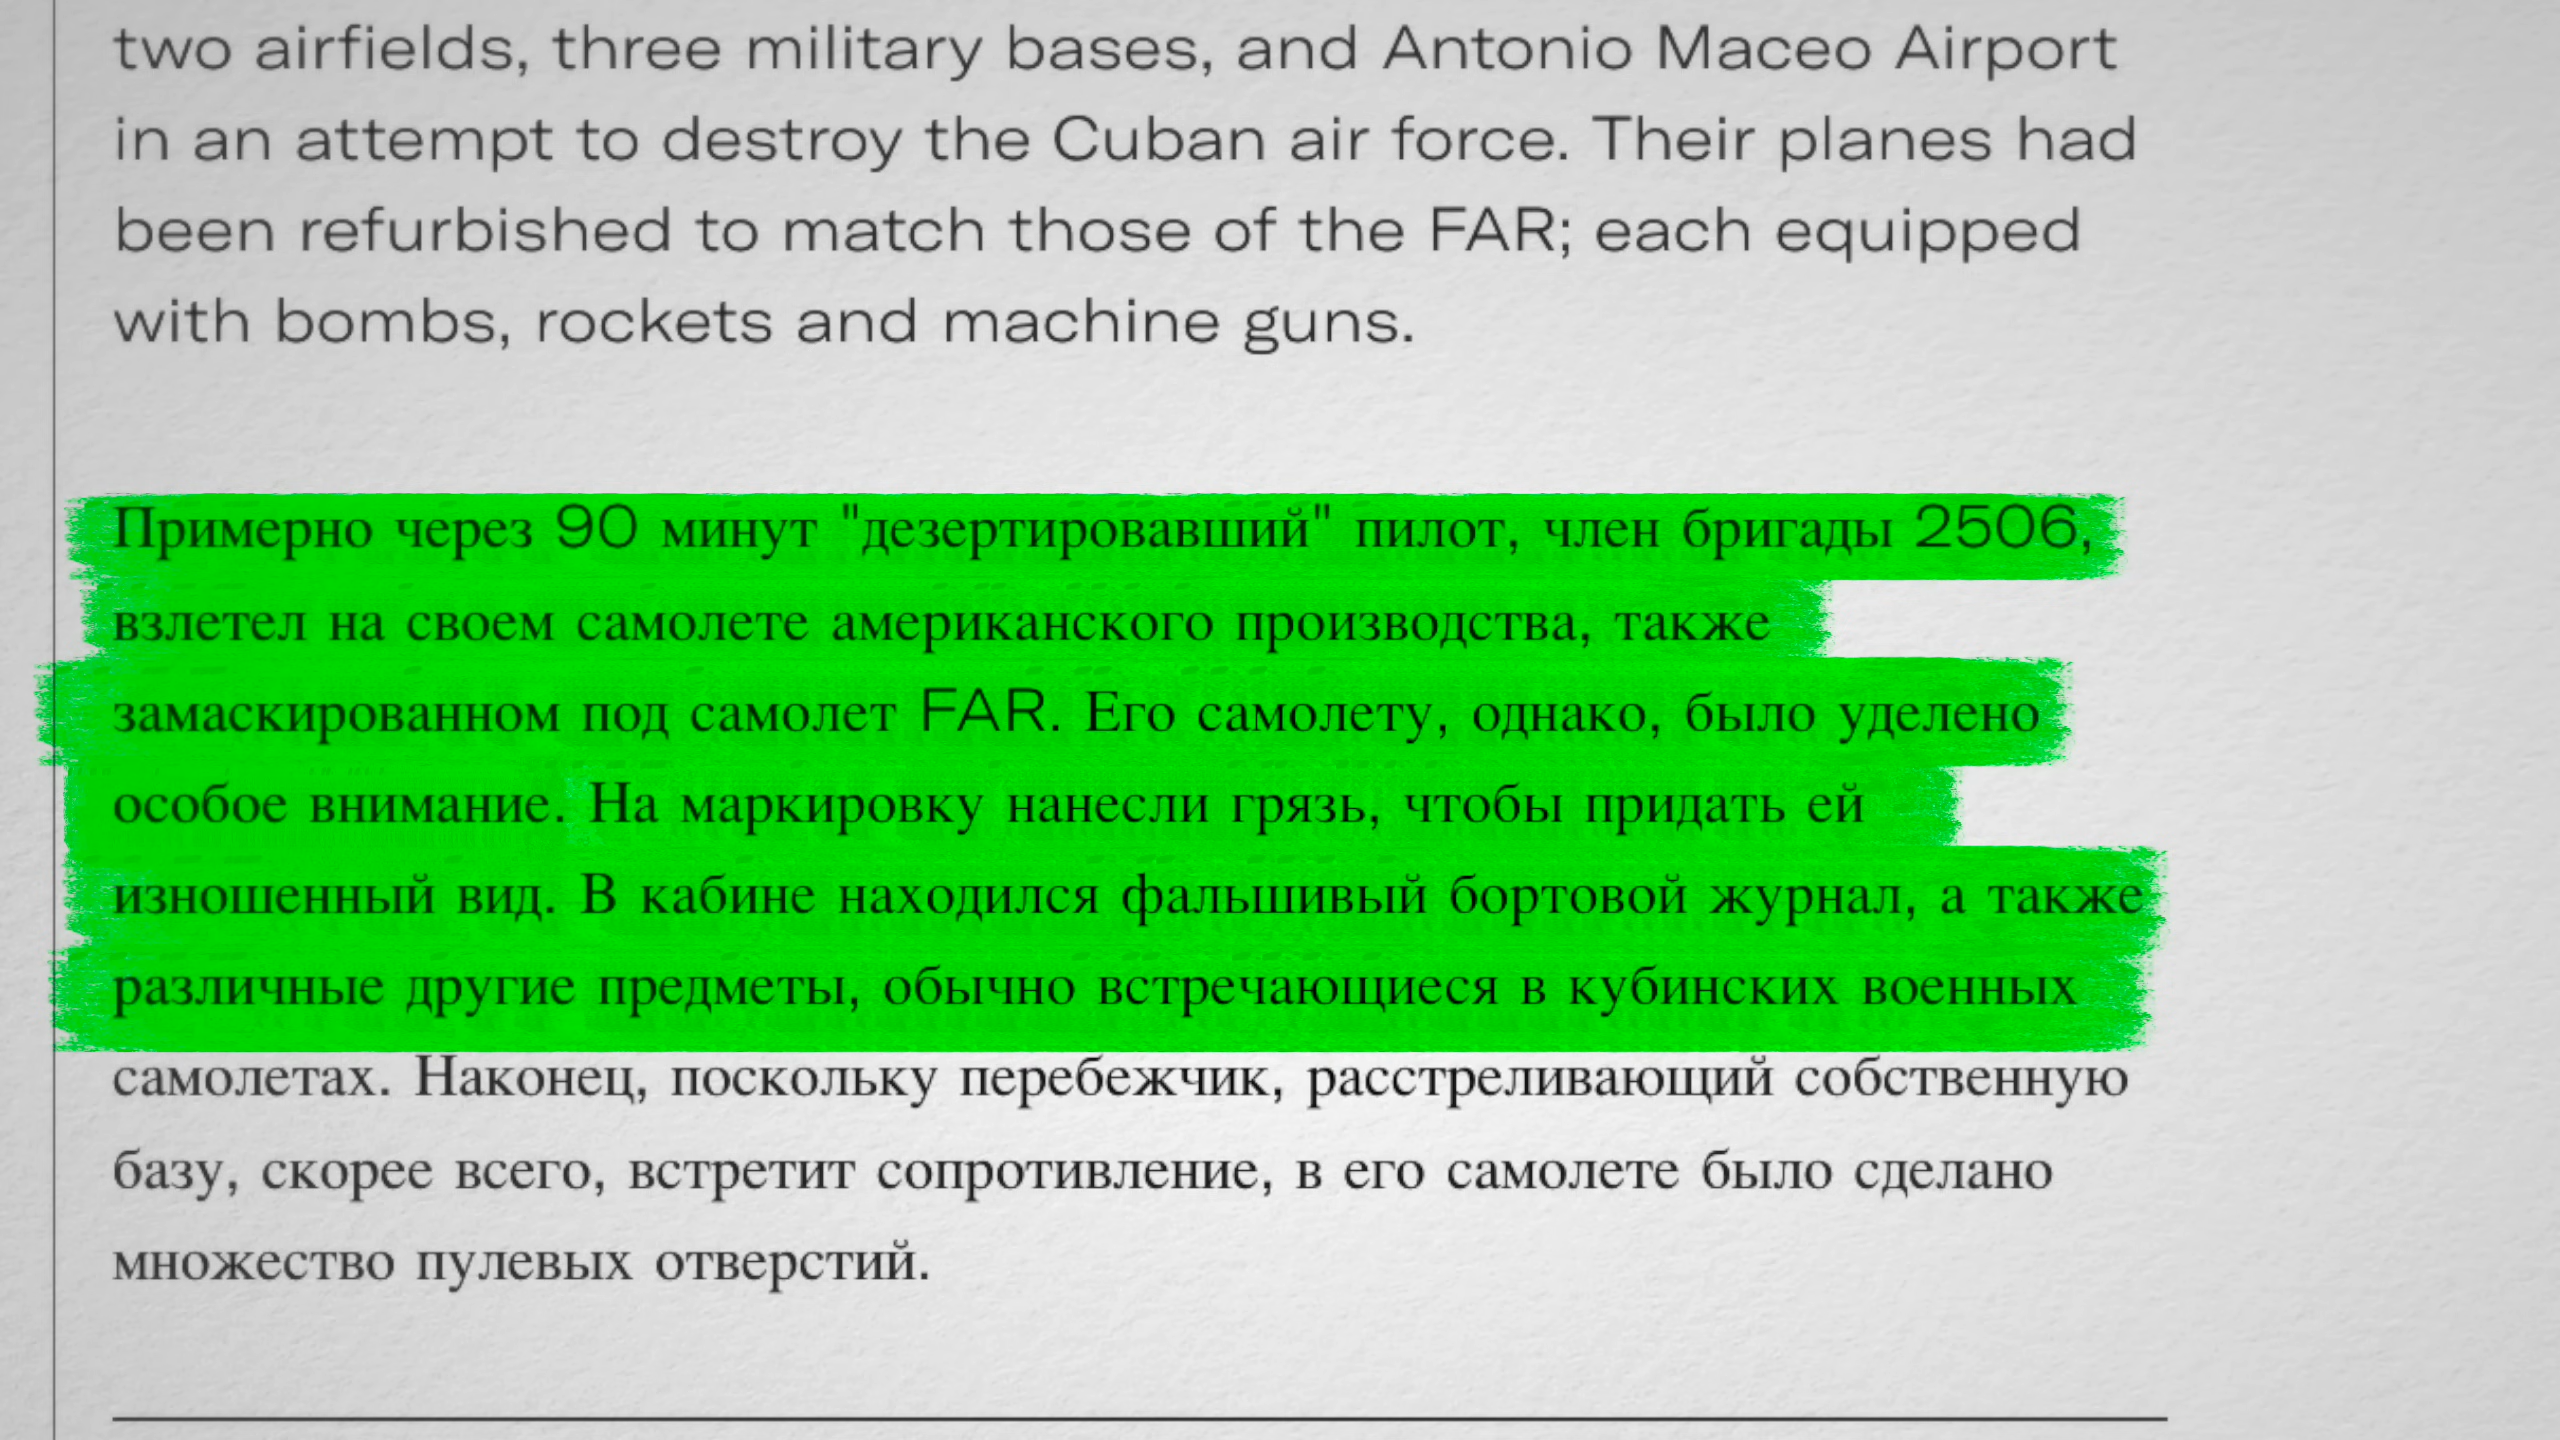 two airfields, three military bases, and Antonio Maceo Airport
in an attempt to destroy the Cuban air force. Their planes had
been refurbished to match those of the FAR; each equipped
with bombs, rockets and machine guns.
Примерно через 90 минут "дезертировавший" пилот, член бригады 2506,
взлетел на своем самолете американского производства, также
замаскированном под самолет FAR. Его самолету, однако, было уделено
особое внимание. На маркировку нанесли грязь, чтобы придать ей
изношенный вид. В кабине находился фальшивый бортовой журнал, а также
различные другие предметы, обычно встречающиеся в кубинских военных
самолетах. Наконец, поскольку перебежчик, расстреливающий собственную
базу, скорее всего, встретит сопротивление, в его самолете было сделано
множество пулевых отверстий.